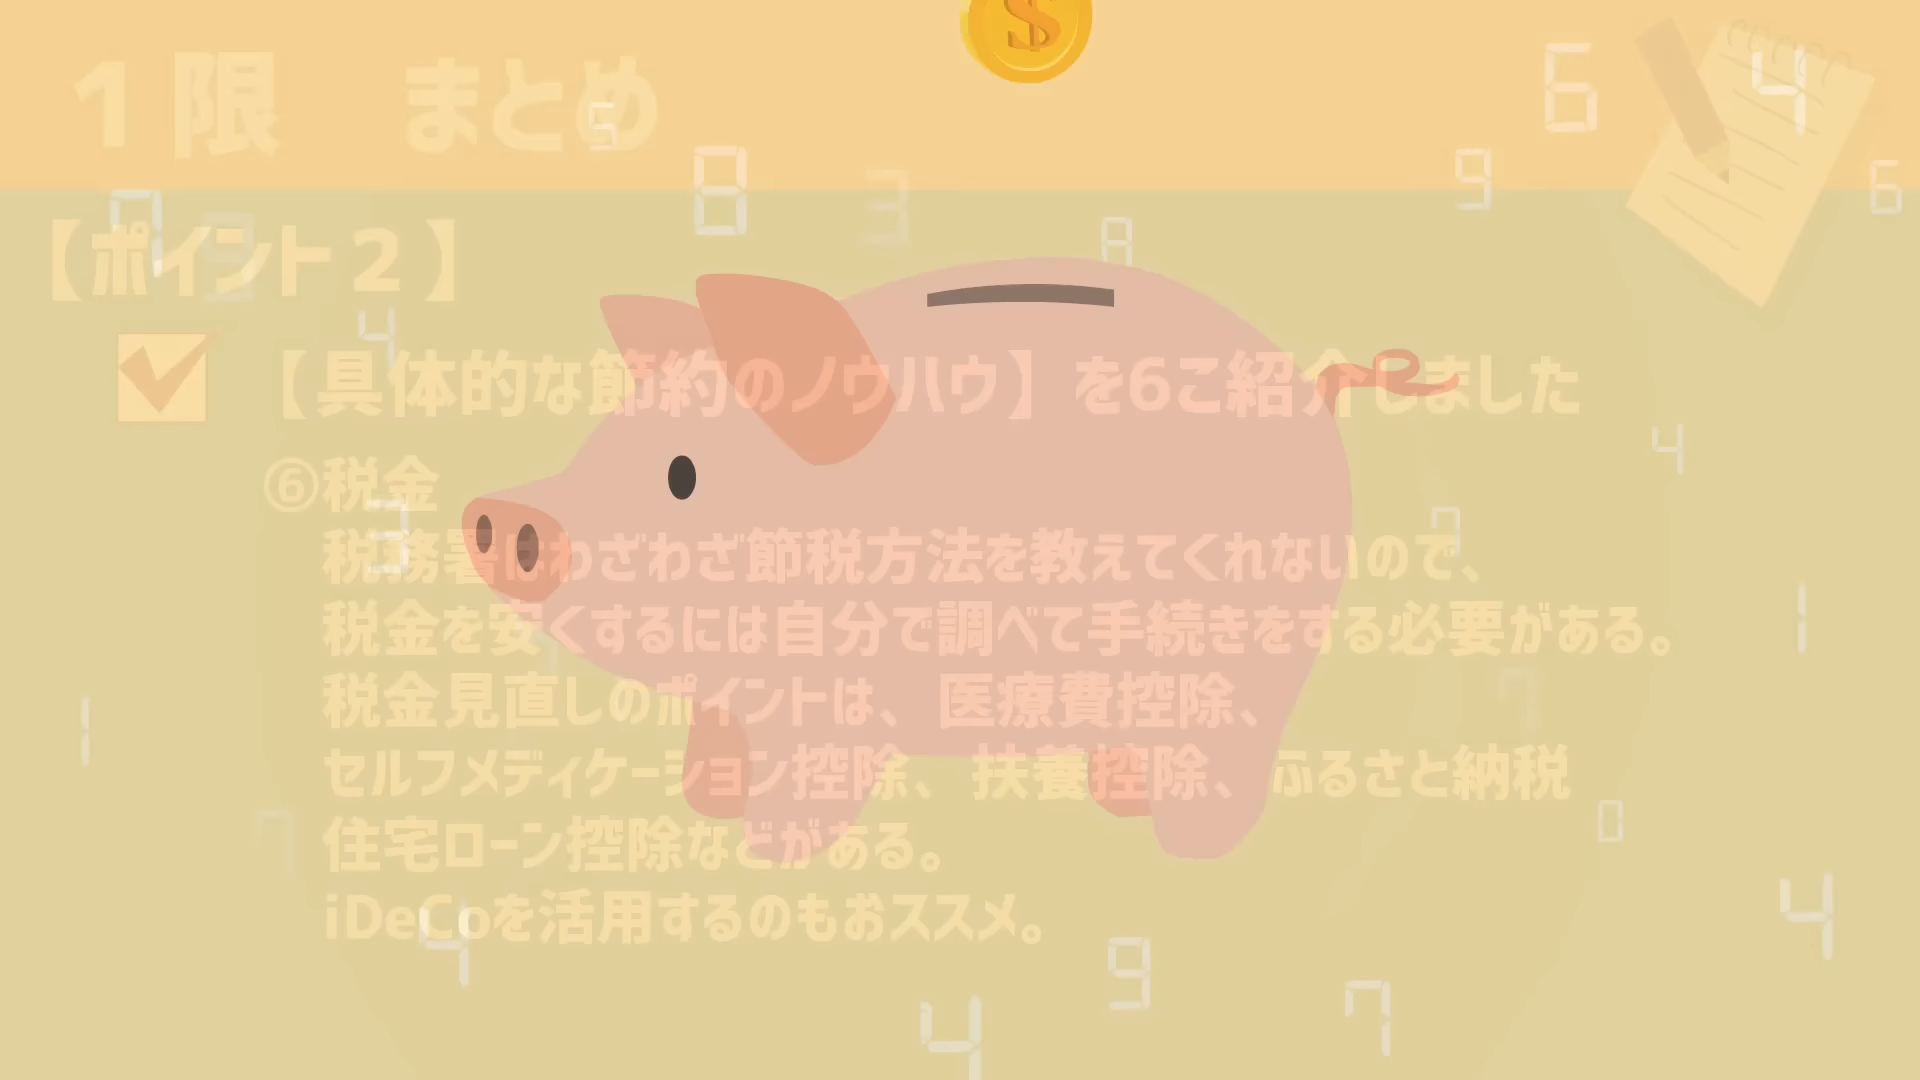 １限　まとめ
【ポイント２】
【具体的な節約のノウハウ】を6こ紹介しました
⑥税金
税務署はわざわざ節税方法を教えてくれないので、
税金を安くするには自分で調べて手続きをする必要がある。
税金見直しのポイントは、医療費控除、
セルフメディケーション控除、扶養控除、ふるさと納税
住宅ローン控除などがある。
iDeCoを活用するのもおススメ。